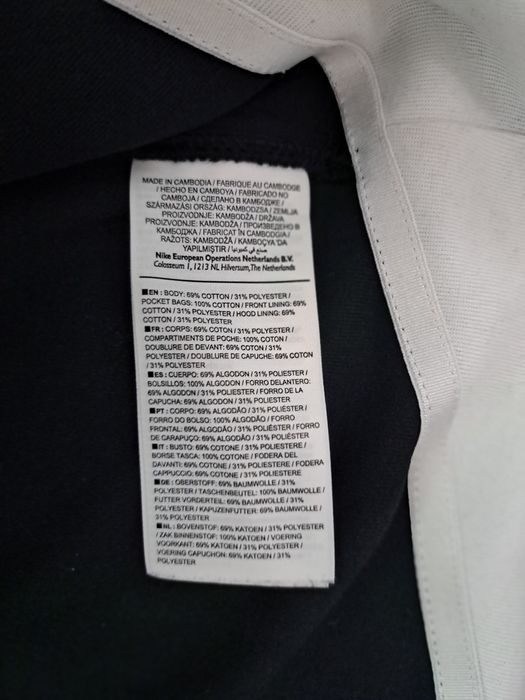 MADE IN CAMBODIA / FABRIQUE AU CAMBODGE
/ HECHO EN CAMBOYA / FABRICADO NO
CAMBOJA / СДЕЛАНО В КАМБОДЖЕ /
SZÁRMAZÁSI ORSZÁG: KAMBODZSA / ZEMLJA
PROIZVODNJE: KAMBODŽA / DRŽAVA
PROIZVODNJE: KAMBODŽA / ПРОИЗВЕДЕНО В
КАМБОДЖА / FABRICAT ÎN CAMBODGIA /
RAŽOTS: KAMBODŽĀ / KAMBOÇYA'DA
YAPILMIŞTIR / صنع في كمبوديا
Nike European Operations Netherlands B.V.
Colosseum 1, 1213 NL Hilversum, The Netherlands
■EN : BODY: 69% COTTON / 31% POLYESTER /
POCKET BAGS: 100% COTTON / FRONT LINING: 69%
COTTON / 31% POLYESTER / HOOD LINING: 69%
COTTON / 31% POLYESTER
■FR : CORPS: 69% COTON / 31% POLYESTER /
COMPARTIMENTS DE POCHE: 100% COTON /
DOUBLURE DE DEVANT: 69% COTON / 31%
POLYESTER / DOUBLURE DE CAPUCHE: 69% COTON
/ 31% POLYESTER
■ES : CUERPO: 69% ALGODON / 31% POLIESTER /
BOLSILLOS: 100% ALGODON / FORRO DELANTERO:
69% ALGODON / 31% POLIESTER / FORRO DE LA
CAPUCHA: 69% ALGODON / 31% POLIESTER
■PT : CORPO: 69% ALGODÃO / 31% POLIÉSTER /
FORRO DO BOLSO: 100% ALGODÃO / FORRO
FRONTAL: 69% ALGODÃO / 31% POLIÉSTER / FORRO
DE CARAPUÇO: 69% ALGODÃO / 31% POLIÉSTER
■IT : BUSTO: 69% COTONE / 31% POLIESTERE /
BORSE TASCA: 100% COTONE / FODERA DEL
DAVANTI: 69% COTONE / 31% POLIESTERE / FODERA
CAPPUCCIO: 69% COTONE / 31% POLIESTERE
■DE : OBERSTOFF: 69% BAUMWOLLE / 31%
POLYESTER / TASCHENBEUTEL: 100% BAUMWOLLE /
FUTTER VORDERTEIL: 69% BAUMWOLLE / 31%
POLYESTER / KAPUZENFUTTER: 69% BAUMWOLLE /
31% POLYESTER
■NL : BOVENSTOF: 69% KATOEN / 31% POLYESTER
/ ZAK BINNENSTOF: 100% KATOEN / VOERING
VOORKANT: 69% KATOEN / 31% POLYESTER /
VOERING CAPUCHON: 69% KATOEN / 31%
POLYESTER